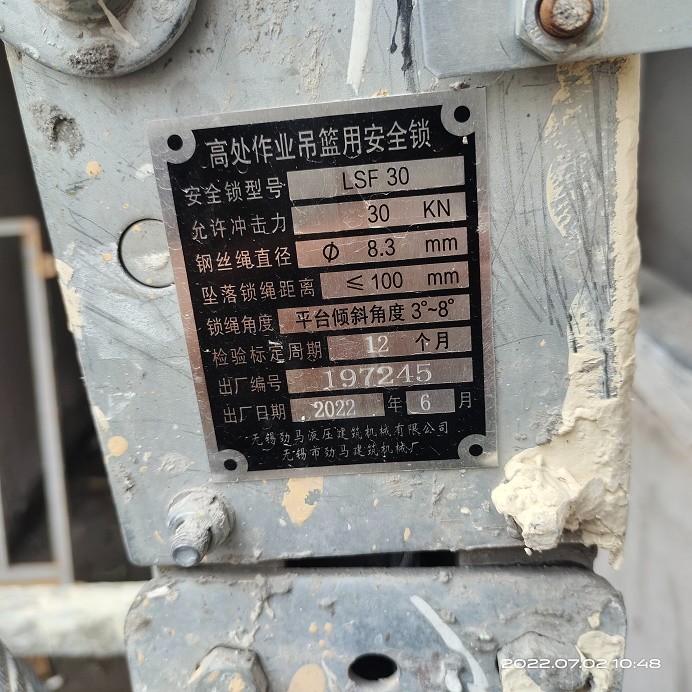 高处作业吊篮用安全锁
安全锁型号 LSF 30
允许冲击力 30 KN
钢丝绳直径 Φ 8.3 mm
坠落锁绳距离 ≤ 100 mm
锁绳角度 平台倾斜角度 3°~8°
检验标定周期 12 个月
出厂编号 197245
出厂日期 2022 年 6 月
无锡劲马液压建筑机械有限公司
无锡市劲马建筑机械厂
2022.07.02 10:48